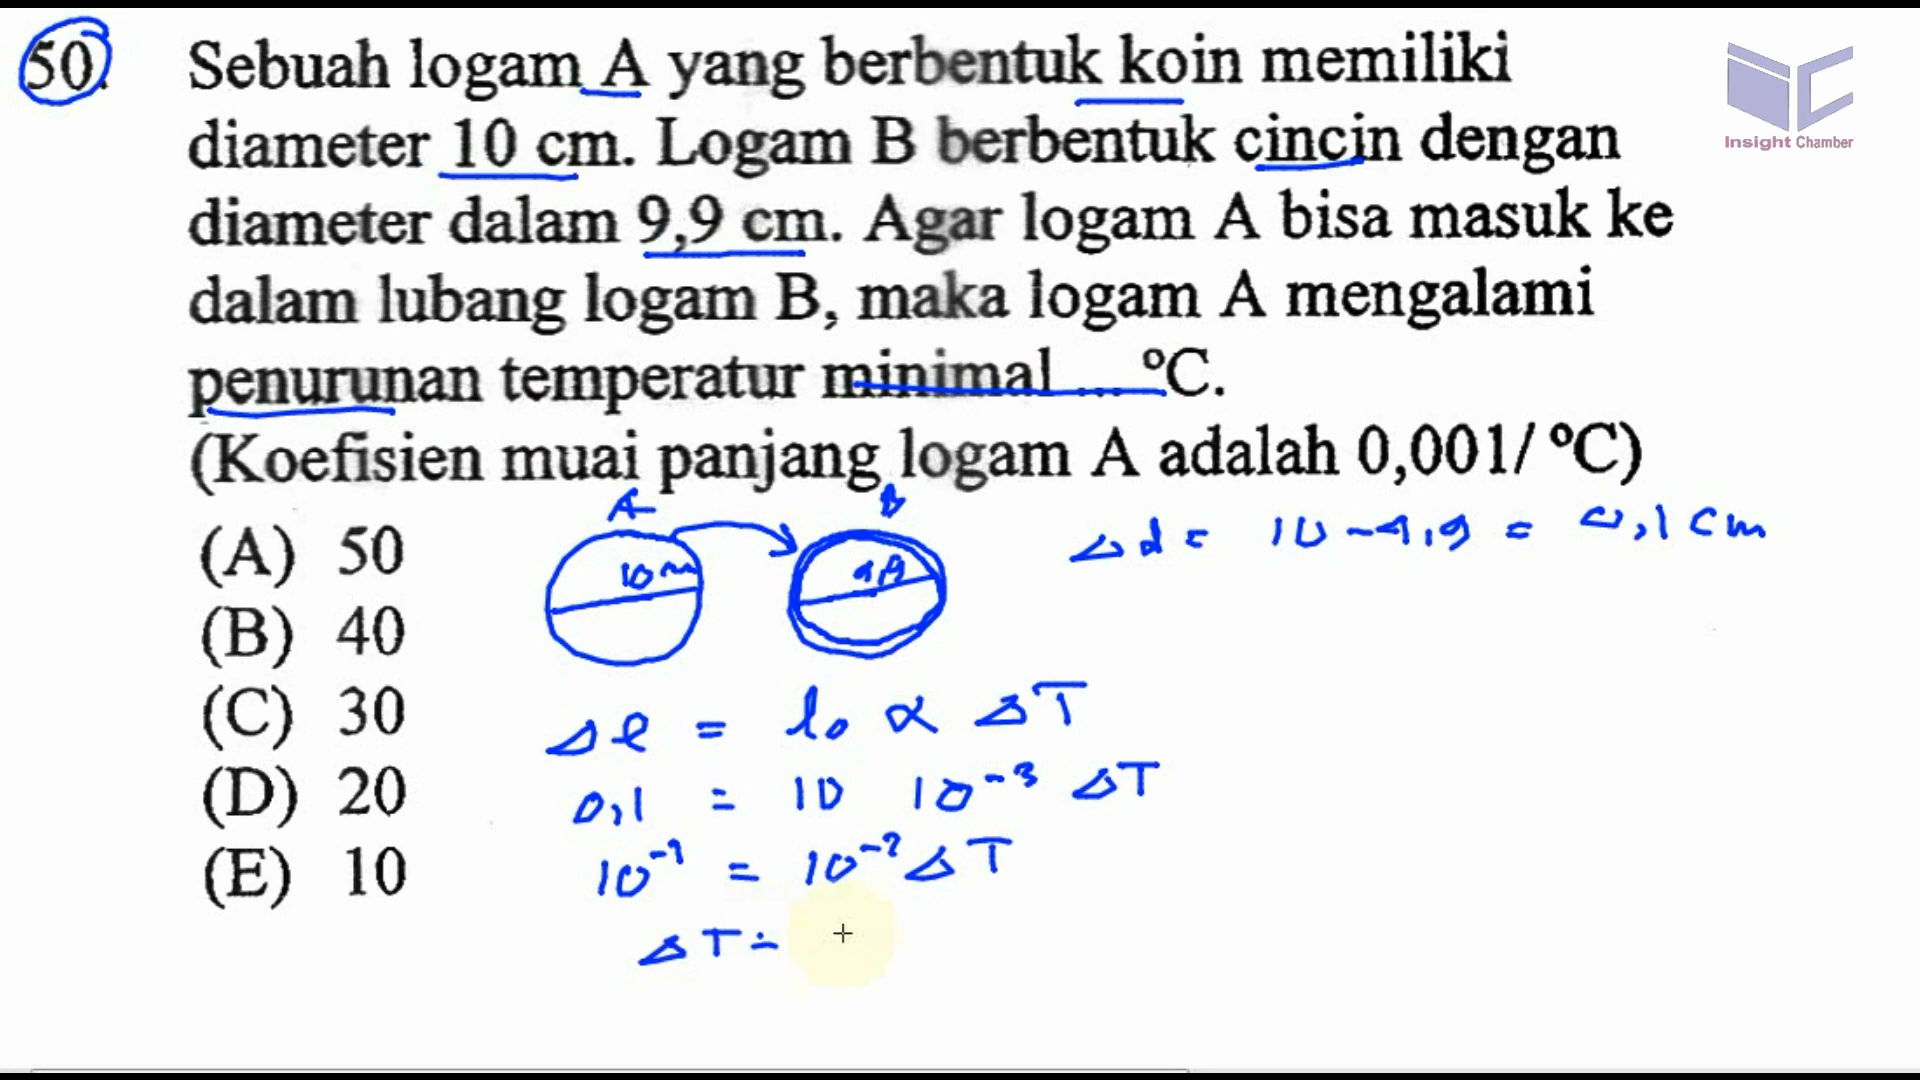 50. Sebuah logam A yang berbentuk koin memiliki
diameter 10 cm. Logam B berbentuk cincin dengan
diameter dalam 9,9 cm. Agar logam A bisa masuk ke
dalam lubang logam B, maka logam A mengalami
penurunan temperatur minimal ... °C.
(Koefisien muai panjang logam A adalah 0,001/ °C)
(A) 50
(B) 40
(C) 30
(D) 20
(E) 10
iC
Insight Chamber
A
B
10 cm
9,9
Δd = 10 - 9,9 = 0,1 cm
Δl = l₀ α ΔT
0,1 = 10 10⁻³ ΔT
10⁻¹ = 10⁻² ΔT
ΔT =